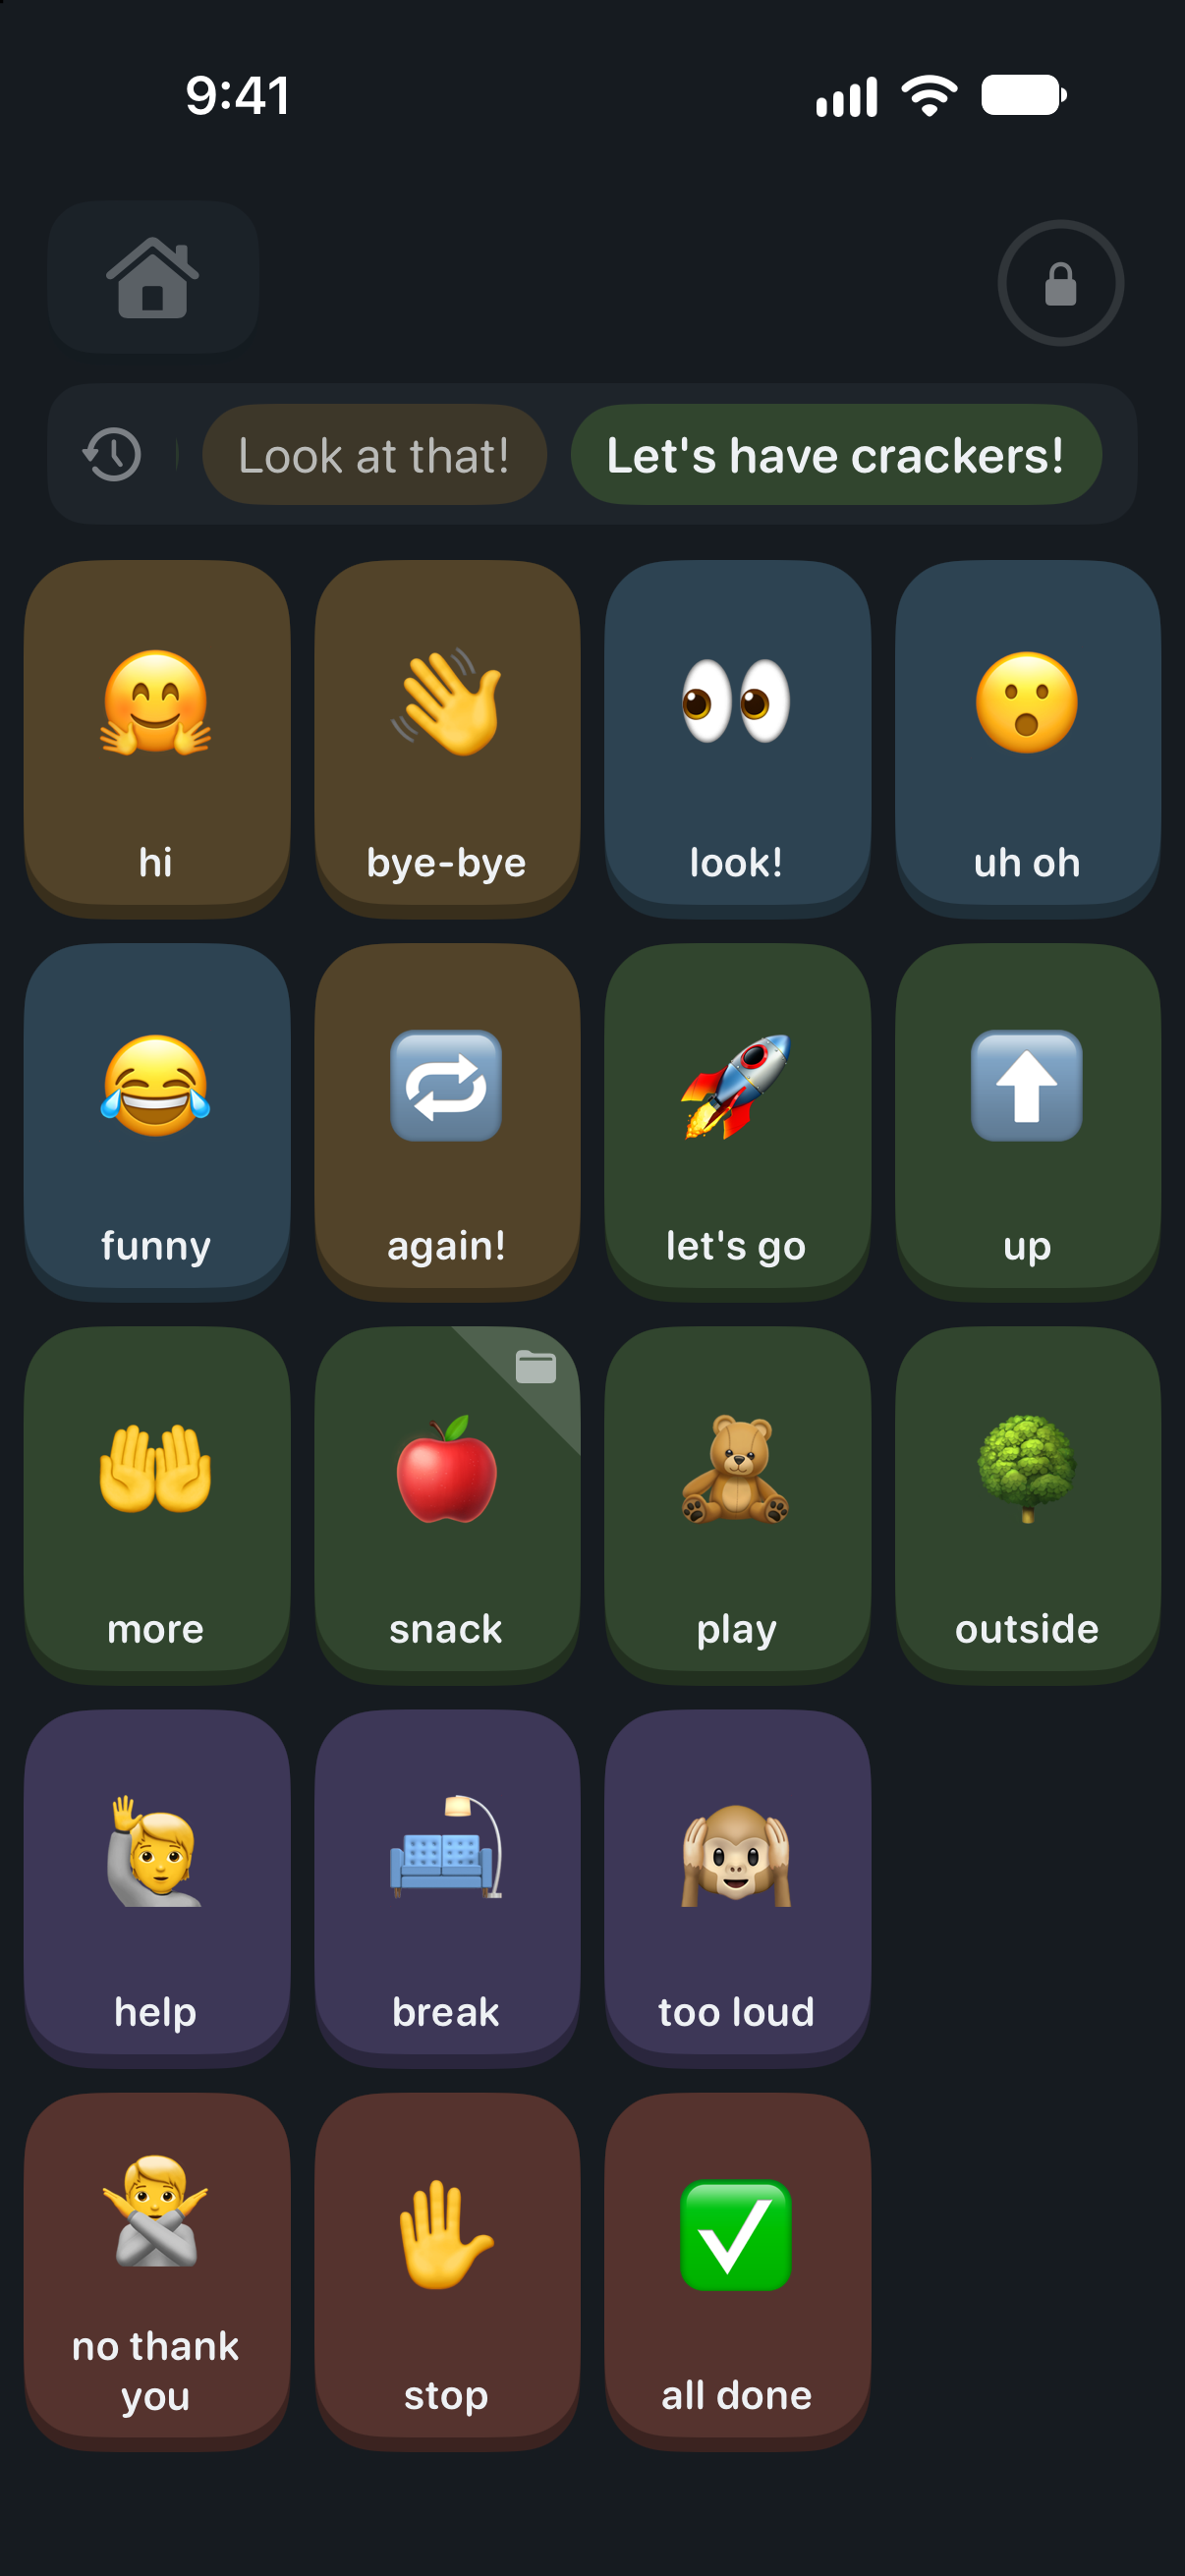 9:41
Look at that!
Let's have crackers!
hi
bye-bye
look!
uh oh
funny
again!
let's go
up
more
snack
play
outside
help
break
too loud
no thank
you
stop
all done